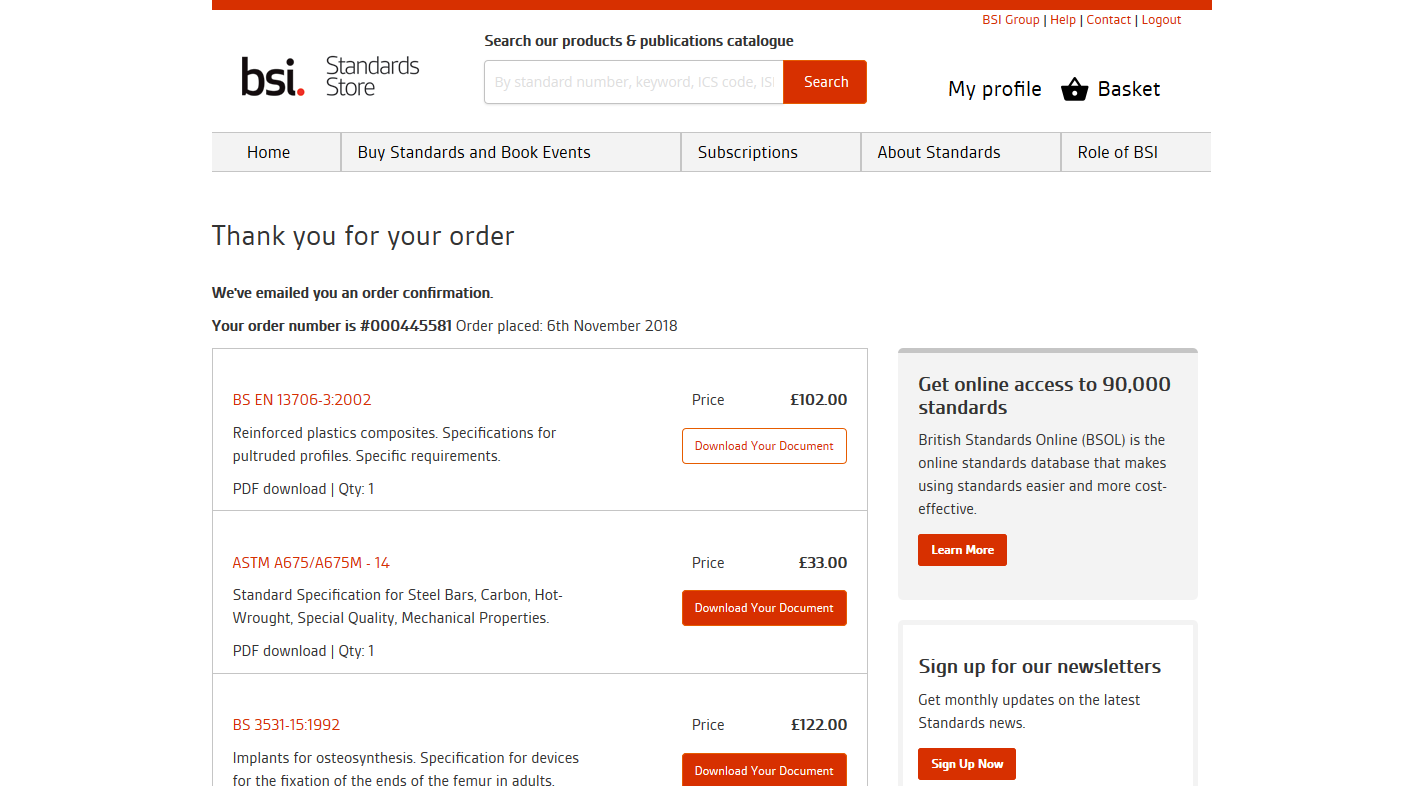 BSI Group | Help | Contact | Logout
Search our products & publications catalogue
bsi.
Standards
Store
By standard number, keyword, ICS code, ISI
Search
My profile
Basket
Home
Buy Standards and Book Events
Subscriptions
About Standards
Role of BSI
Thank you for your order
We've emailed you an order confirmation.
Your order number is #000445581 Order placed: 6th November 2018
BS EN 13706-3:2002
Price £102.00
Reinforced plastics composites. Specifications for
pultruded profiles. Specific requirements.
Download Your Document
PDF download | Qty: 1
ASTM A675/A675M - 14
Price £33.00
Standard Specification for Steel Bars, Carbon, Hot-
Wrought, Special Quality, Mechanical Properties.
Download Your Document
PDF download | Qty: 1
BS 3531-15:1992
Price £122.00
Implants for osteosynthesis. Specification for devices
for the fixation of the ends of the femur in adults.
Download Your Document
Get online access to 90,000
standards
British Standards Online (BSOL) is the
online standards database that makes
using standards easier and more cost-
effective.
Learn More
Sign up for our newsletters
Get monthly updates on the latest
Standards news.
Sign Up Now